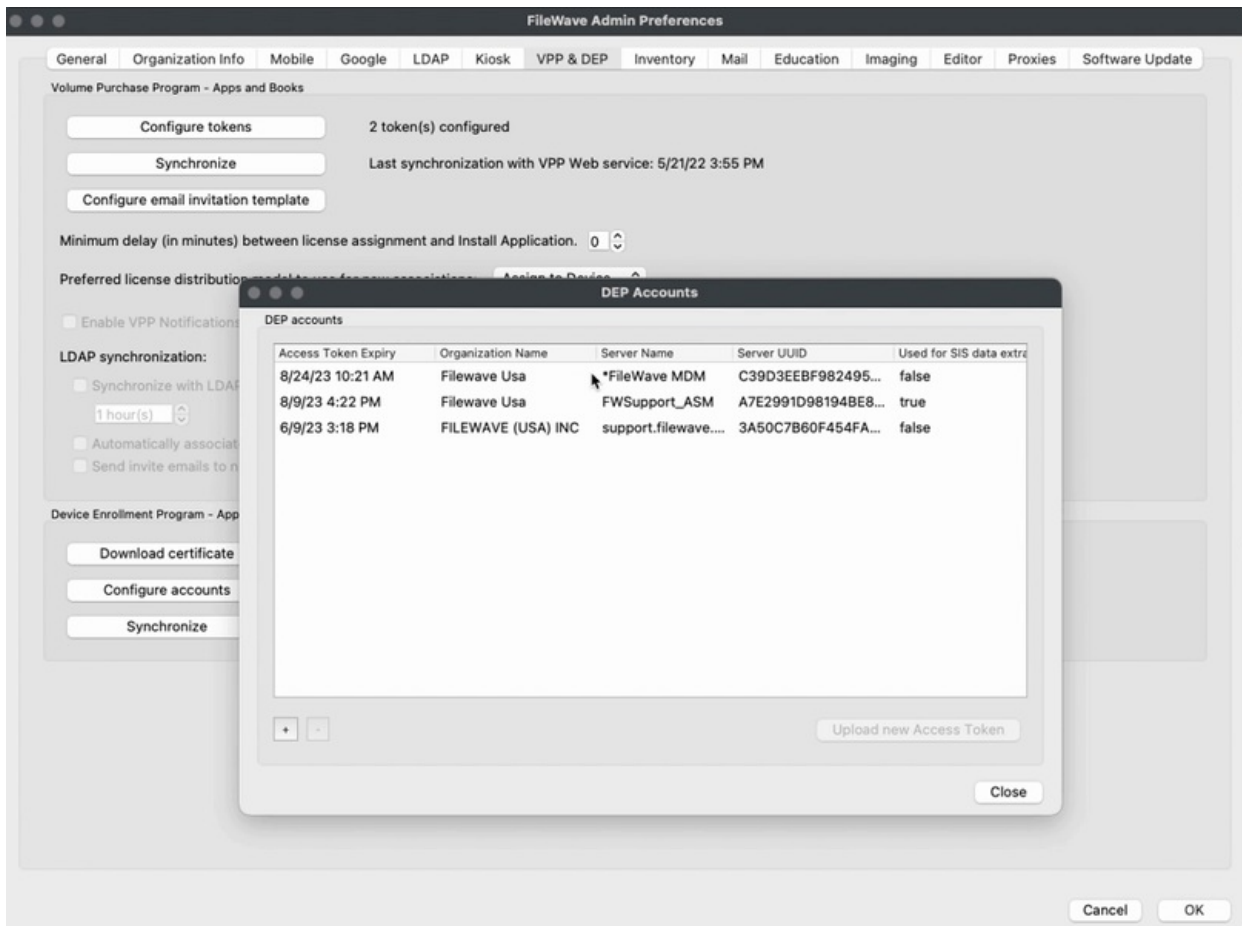 FileWave Admin Preferences
General Organization Info Mobile Google LDAP Kiosk VPP & DEP Inventory Mail Education Imaging Editor Proxies Software Update
Volume Purchase Program - Apps and Books
Configure tokens 2 token(s) configured
Synchronize Last synchronization with VPP Web service: 5/21/22 3:55 PM
Configure email invitation template
Minimum delay (in minutes) between license assignment and Install Application. 0
Preferred license distribution
Enable VPP Notifications
LDAP synchronization:
Synchronize with LDAP
1 hour(s)
Automatically associat
Send invite emails to n
Device Enrollment Program - App
Download certificate
Configure accounts
Synchronize
DEP Accounts
DEP accounts
Access Token Expiry Organization Name Server Name Server UUID Used for SIS data extra
8/24/23 10:21 AM Filewave Usa *FileWave MDM C39D3EEBF982495... false
8/9/23 4:22 PM Filewave Usa FWSupport_ASM A7E2991D98194BE8... true
6/9/23 3:18 PM FILEWAVE (USA) INC support.filewave.... 3A50C7B60F454FA... false
+ -
Upload new Access Token
Close
Cancel OK